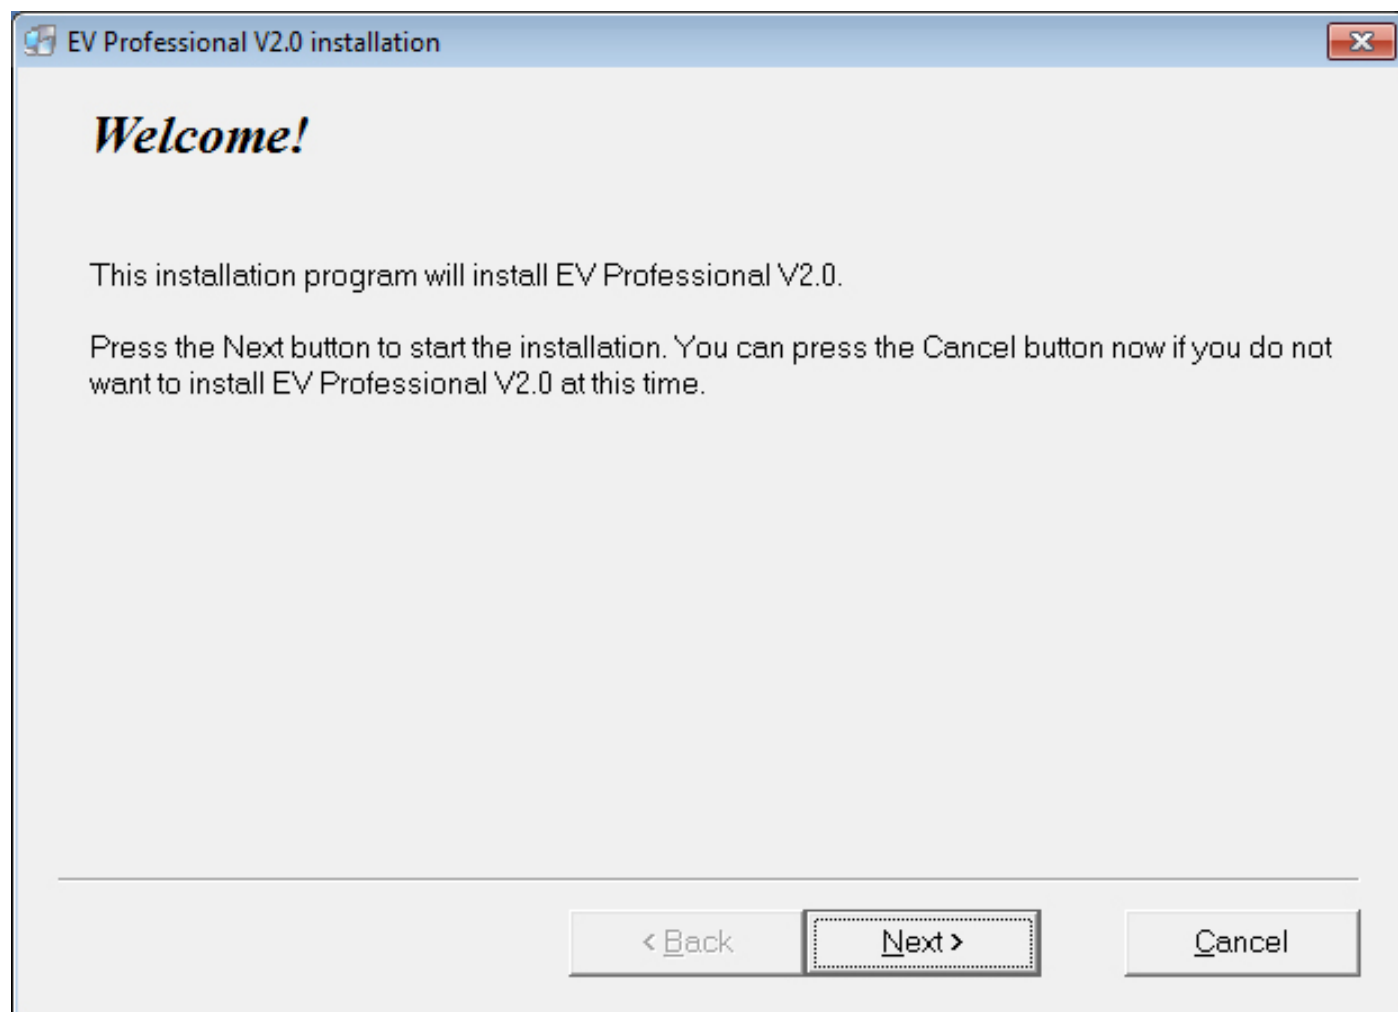 EV Professional V2.0 installation
Welcome!
This installation program will install EV Professional V2.0.
Press the Next button to start the installation. You can press the Cancel button now if you do not
want to install EV Professional V2.0 at this time.
< Back
Next >
Cancel